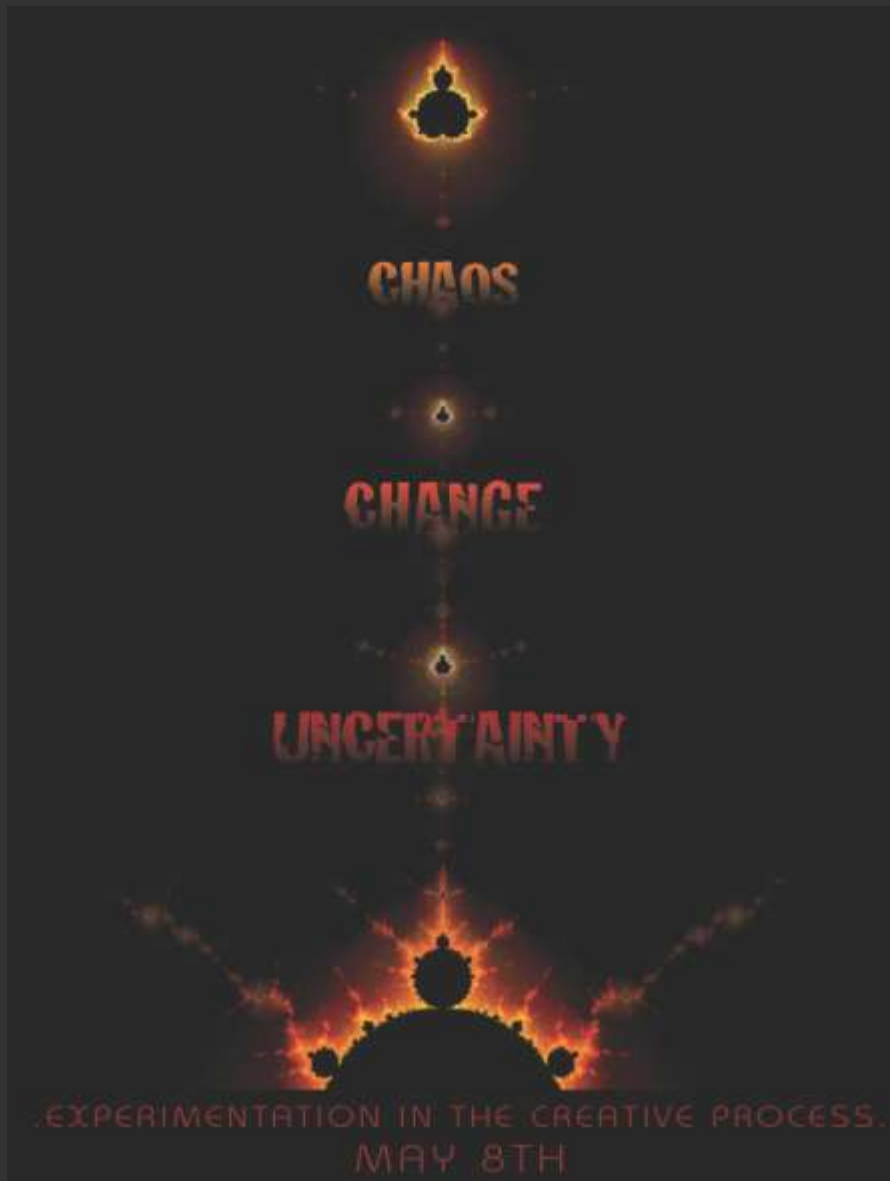 CHAOS
CHANGE
UNCERTAINTY
.EXPERIMENTATION IN THE CREATIVE PROCESS.
MAY 8TH